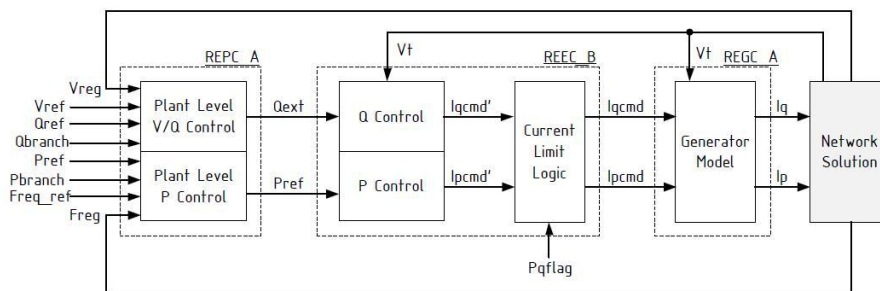 REPC_A
REEC_B
REGC_A
Vt
Vt
Vreg
Vref
Qref
Qbranch
Pref
Pbranch
Freq_ref
Freg
Plant Level
V/Q Control
Plant Level
P Control
Qext
Pref
Q Control
P Control
Iqcmd'
Ipcmd'
Current
Limit
Logic
Pqflag
Iqcmd
Ipcmd
Generator
Model
Iq
Ip
Network
Solution